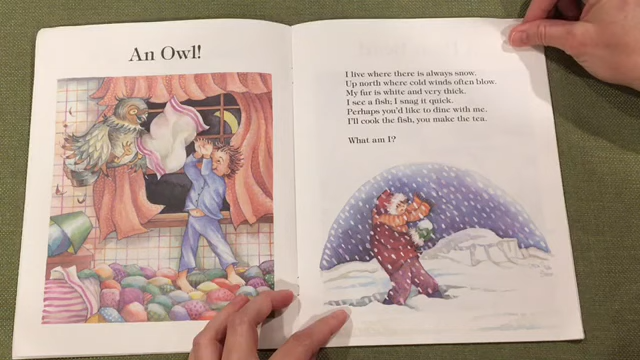 An Owl!
I live where there is always snow.
Up north where cold winds often blow.
My fur is white and very thick.
I see a fish; I snag it quick.
Perhaps you'd like to dine with me.
I'll cook the fish, you make the tea.
What am I?